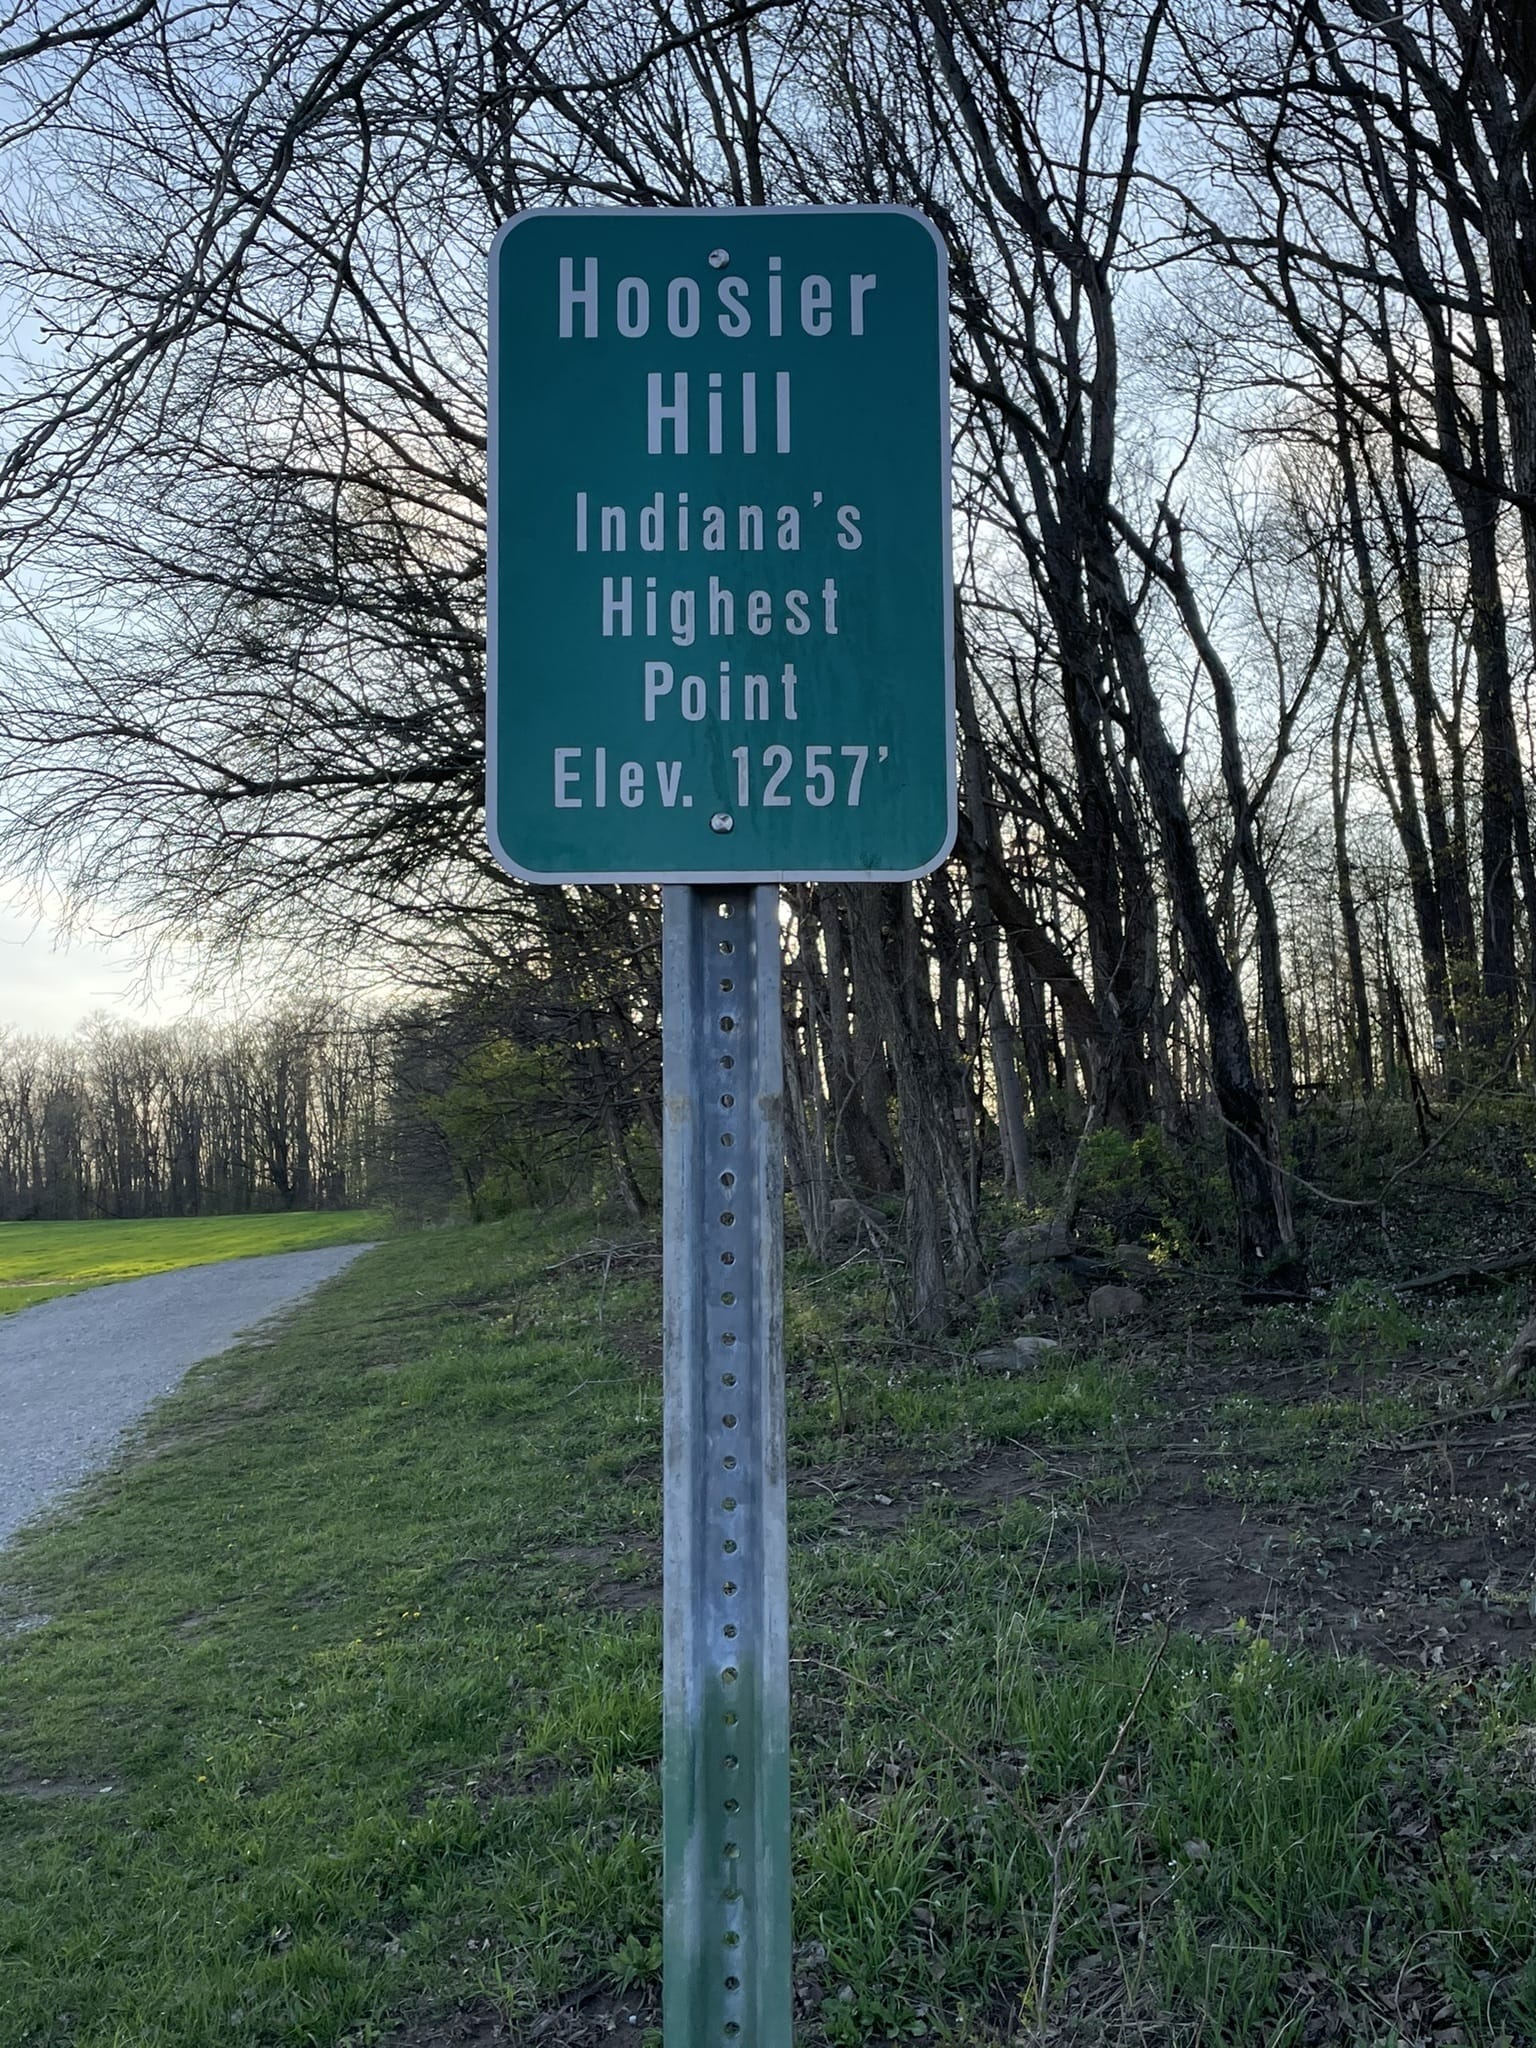 Hoosier
Hill
Indiana's
Highest
Point
Elev. 1257'